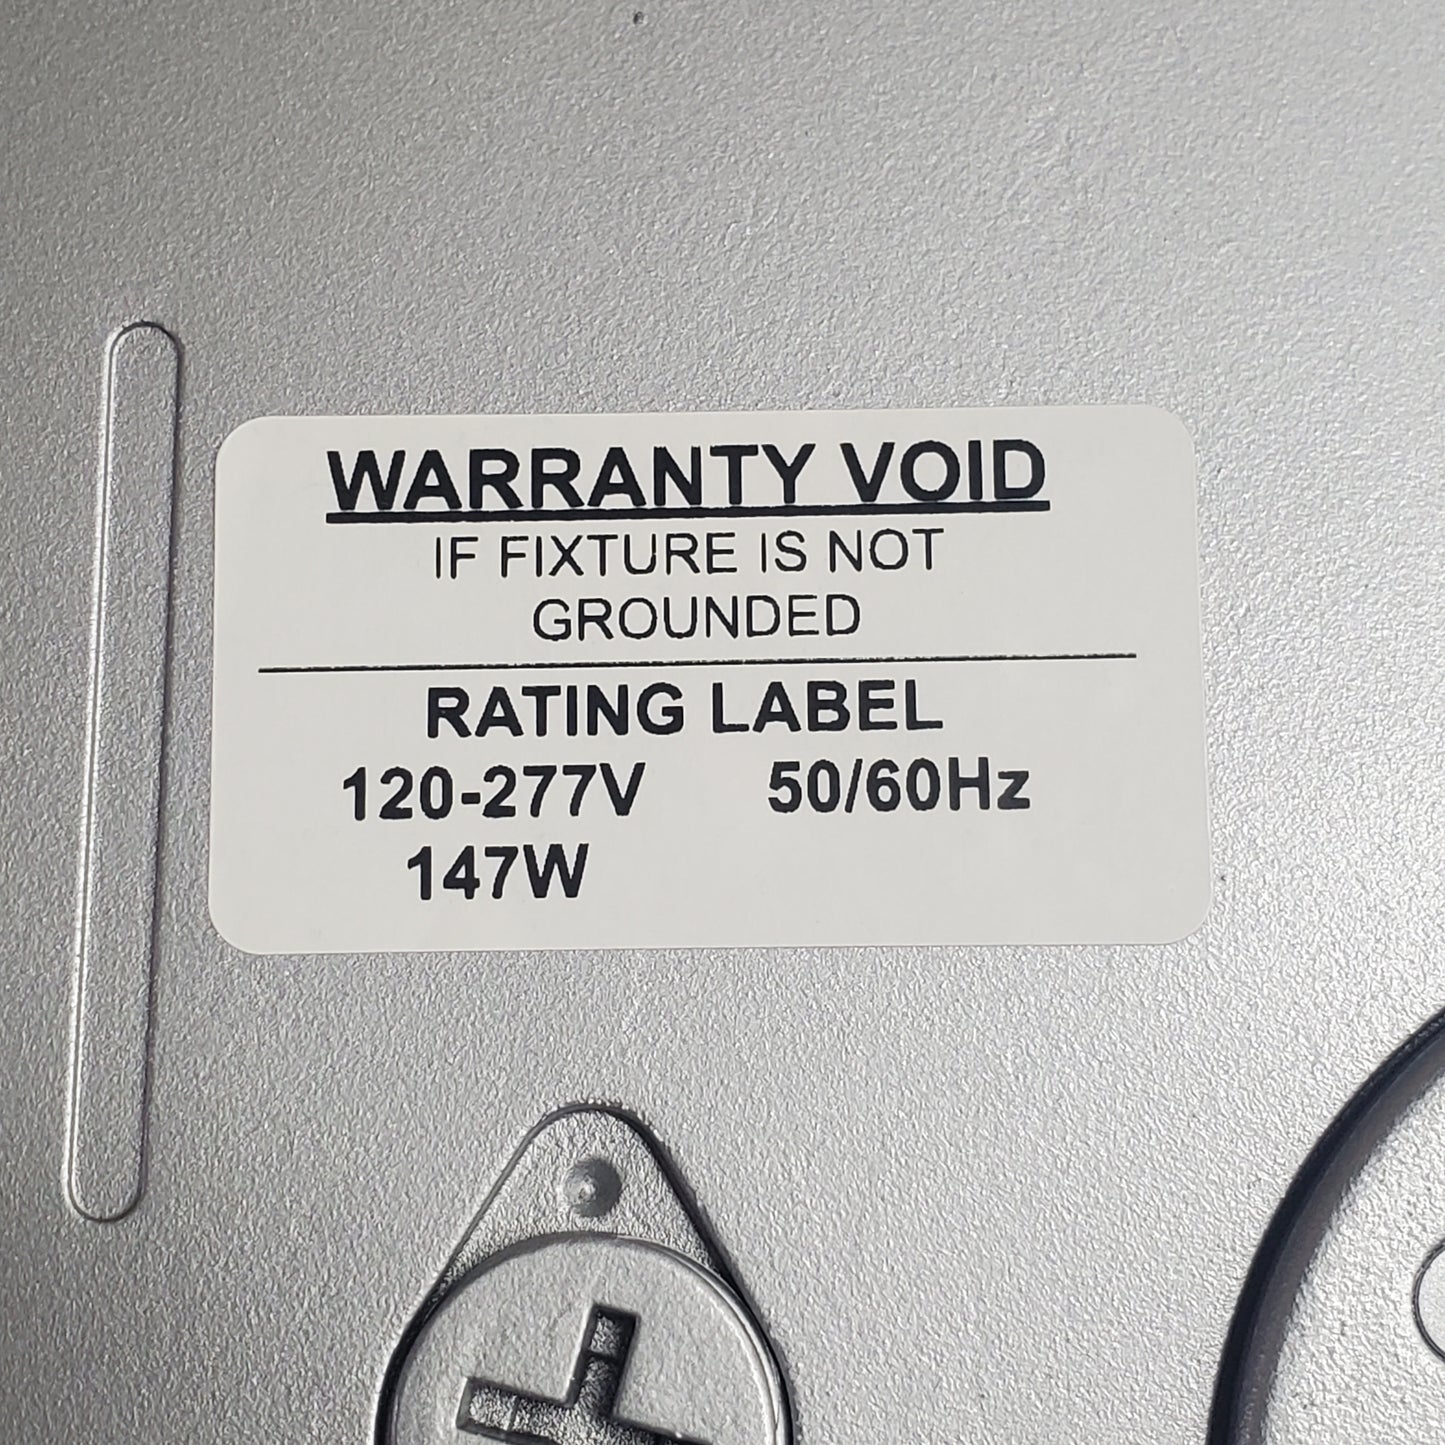 WARRANTY VOID
IF FIXTURE IS NOT
GROUNDED
RATING LABEL
120-277V 50/60Hz
147W